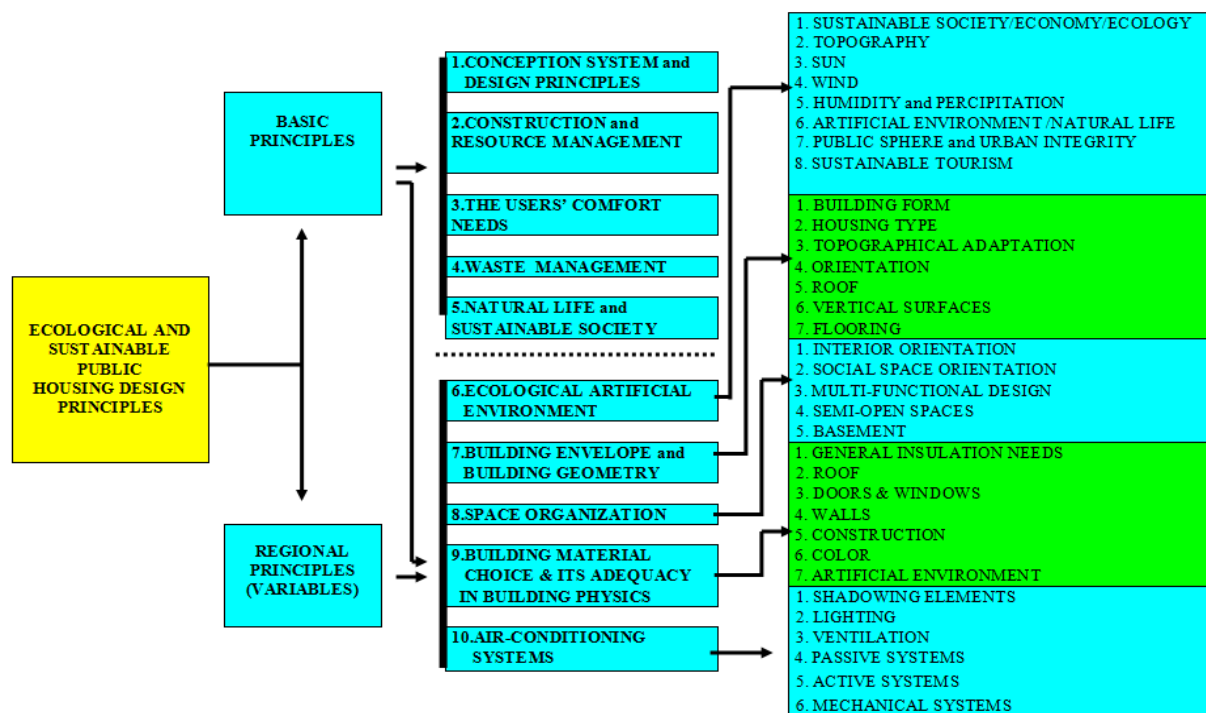 ECOLOGICAL AND
SUSTAINABLE
PUBLIC
HOUSING DESIGN
PRINCIPLES
BASIC
PRINCIPLES
REGIONAL
PRINCIPLES
(VARIABLES)
1.CONCEPTION SYSTEM and
DESIGN PRINCIPLES
2.CONSTRUCTION and
RESOURCE MANAGEMENT
3.THE USERS' COMFORT
NEEDS
4.WASTE MANAGEMENT
5.NATURAL LIFE and
SUSTAINABLE SOCIETY
6.ECOLOGICAL ARTIFICIAL
ENVIRONMENT
7.BUILDING ENVELOPE and
BUILDING GEOMETRY
8.SPACE ORGANIZATION
9.BUILDING MATERIAL
CHOICE & ITS ADEQUACY
IN BUILDING PHYSICS
10.AIR-CONDITIONING
SYSTEMS
1. SUSTAINABLE SOCIETY/ECONOMY/ECOLOGY
2. TOPOGRAPHY
3. SUN
4. WIND
5. HUMIDITY and PERCIPITATION
6. ARTIFICIAL ENVIRONMENT /NATURAL LIFE
7. PUBLIC SPHERE and URBAN INTEGRITY
8. SUSTAINABLE TOURISM
1. BUILDING FORM
2. HOUSING TYPE
3. TOPOGRAPHICAL ADAPTATION
4. ORIENTATION
5. ROOF
6. VERTICAL SURFACES
7. FLOORING
1. INTERIOR ORIENTATION
2. SOCIAL SPACE ORIENTATION
3. MULTI-FUNCTIONAL DESIGN
4. SEMI-OPEN SPACES
5. BASEMENT
1. GENERAL INSULATION NEEDS
2. ROOF
3. DOORS & WINDOWS
4. WALLS
5. CONSTRUCTION
6. COLOR
7. ARTIFICIAL ENVIRONMENT
1. SHADOWING ELEMENTS
2. LIGHTING
3. VENTILATION
4. PASSIVE SYSTEMS
5. ACTIVE SYSTEMS
6. MECHANICAL SYSTEMS